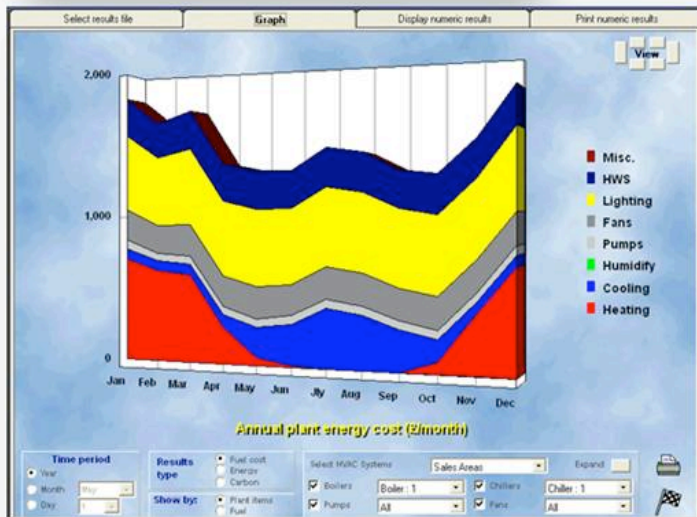 Select results file
Graph
Display numeric results
Print numeric results
View
2,000
1,000
0
Jan Feb Mar Apr May Jun Jly Aug Sep Oct Nov Dec
Misc.
HWS
Lighting
Fans
Pumps
Humidify
Cooling
Heating
Annual plant energy cost (£/month)
Time period
Year
Month May
Day 1
Results type
Fuel cost
Energy
Carbon
Show by:
Plant items
Fuel
Select HVAC Systems Sales Areas Expand
Boilers Boiler : 1 Chillers Chiller : 1
Pumps All Fans All